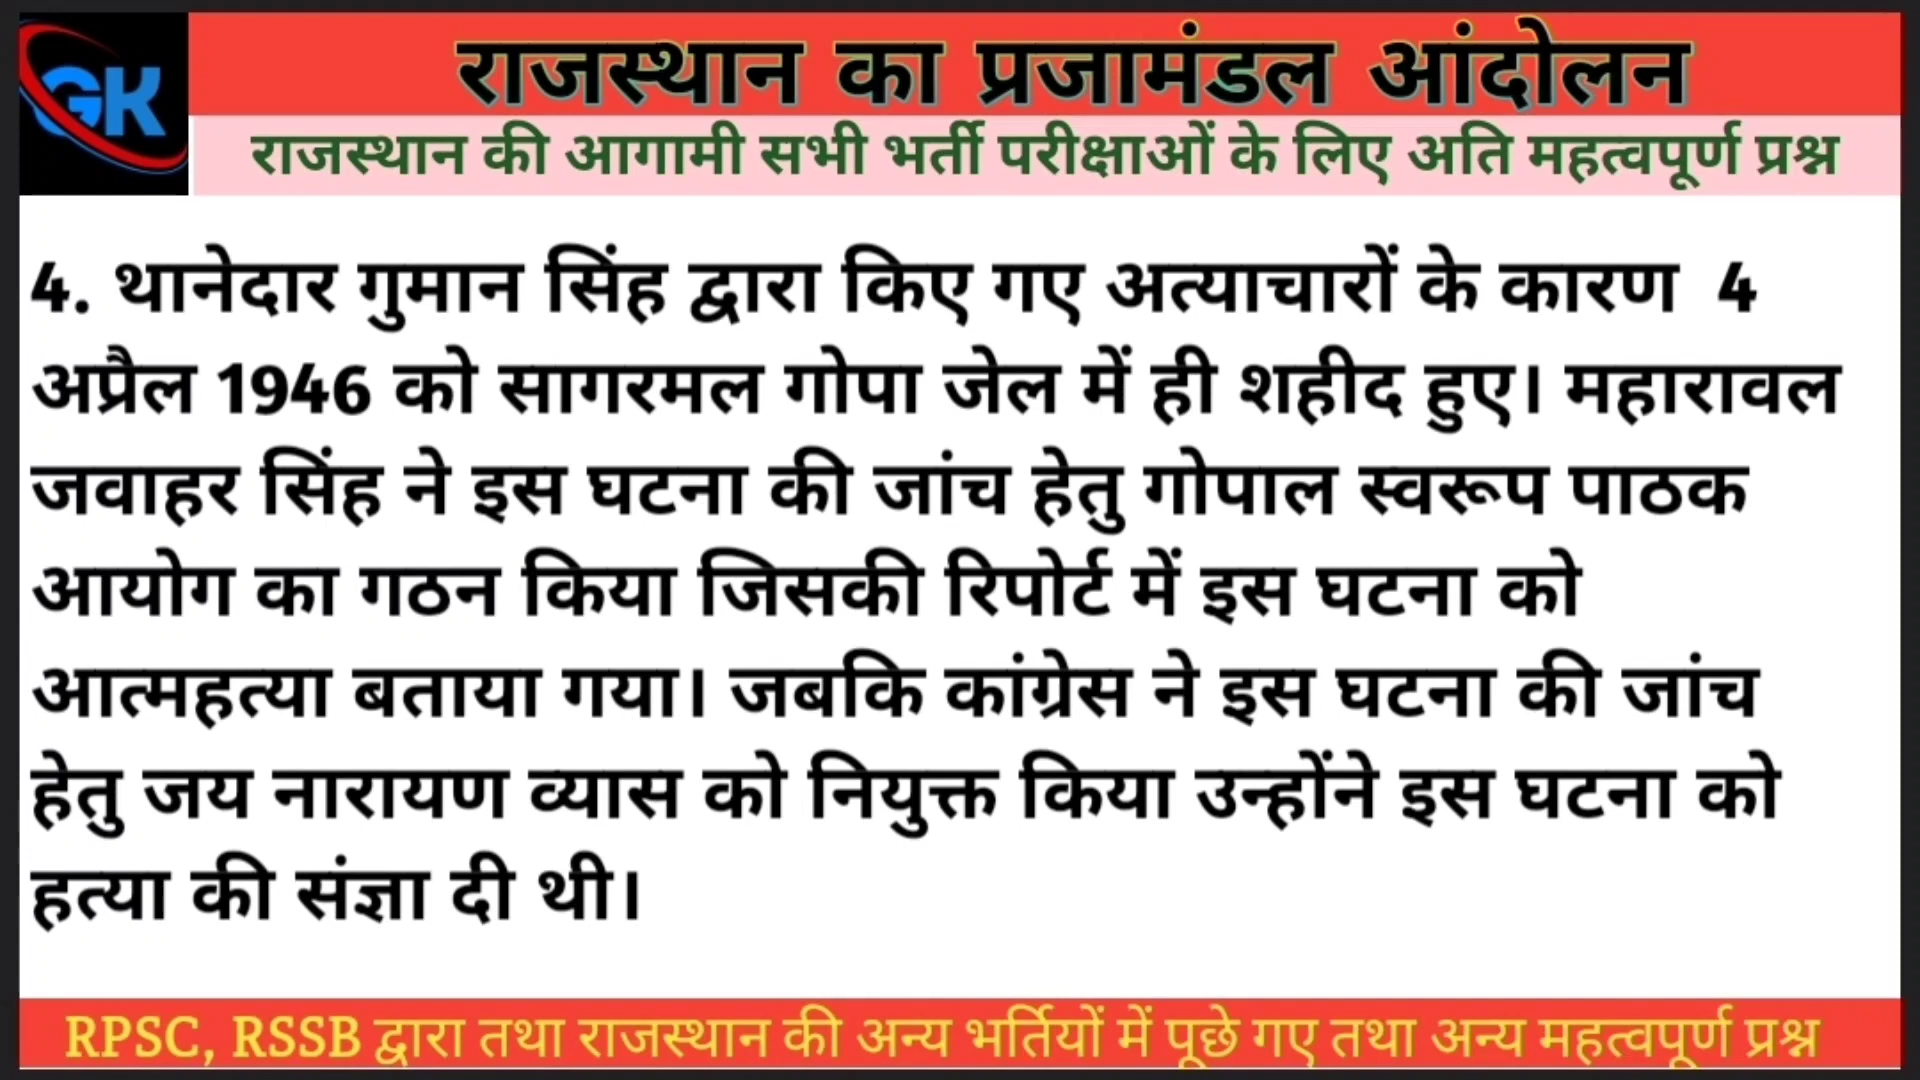 GK
राजस्थान का प्रजामंडल आंदोलन
राजस्थान की आगामी सभी भर्ती परीक्षाओं के लिए अति महत्वपूर्ण प्रश्न
4. थानेदार गुमान सिंह द्वारा किए गए अत्याचारों के कारण 4
अप्रैल 1946 को सागरमल गोपा जेल में ही शहीद हुए। महारावल
जवाहर सिंह ने इस घटना की जांच हेतु गोपाल स्वरूप पाठक
आयोग का गठन किया जिसकी रिपोर्ट में इस घटना को
आत्महत्या बताया गया। जबकि कांग्रेस ने इस घटना की जांच
हेतु जय नारायण व्यास को नियुक्त किया उन्होंने इस घटना को
हत्या की संज्ञा दी थी।
RPSC, RSSB द्वारा तथा राजस्थान की अन्य भर्तियों में पूछे गए तथा अन्य महत्वपूर्ण प्रश्न